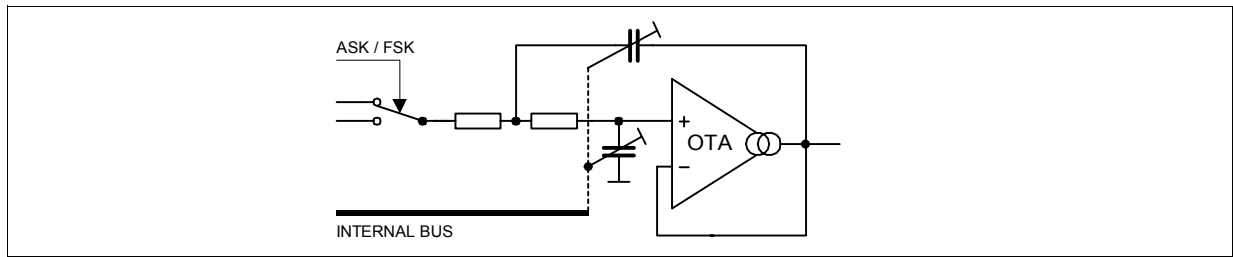 ASK / FSK
+
OTA
−
INTERNAL BUS